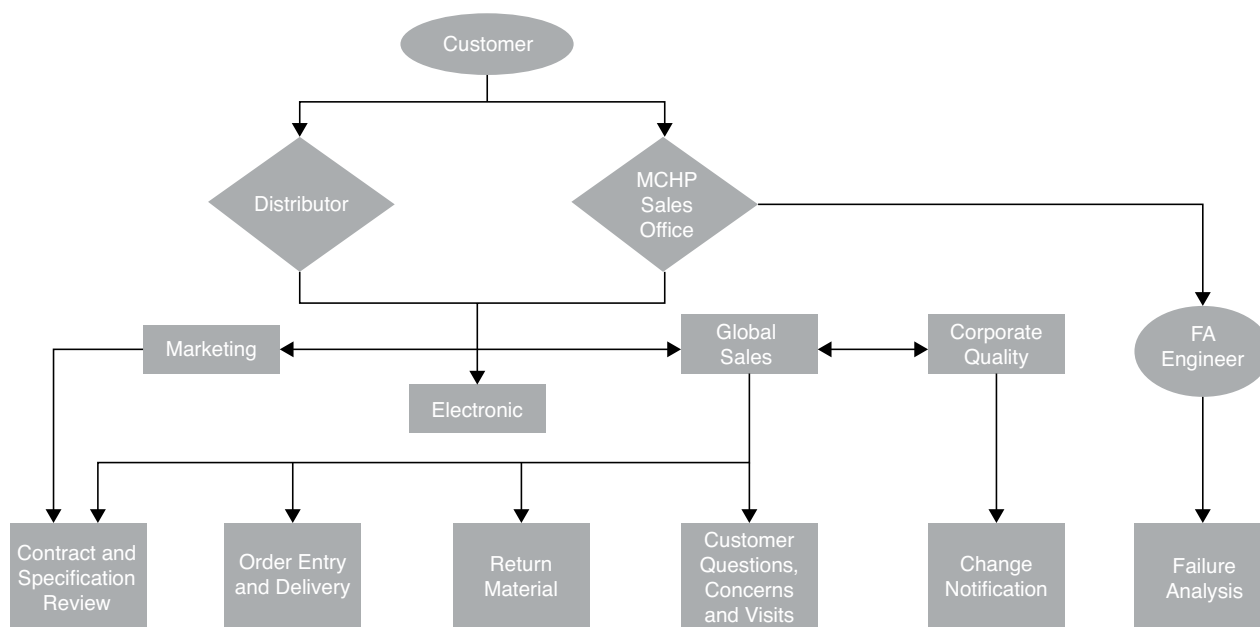 Customer
Distributor
MCHP
Sales
Office
Marketing
Global
Sales
Corporate
Quality
FA
Engineer
Electronic
Contract and
Specification
Review
Order Entry
and Delivery
Return
Material
Customer
Questions,
Concerns
and Visits
Change
Notification
Failure
Analysis